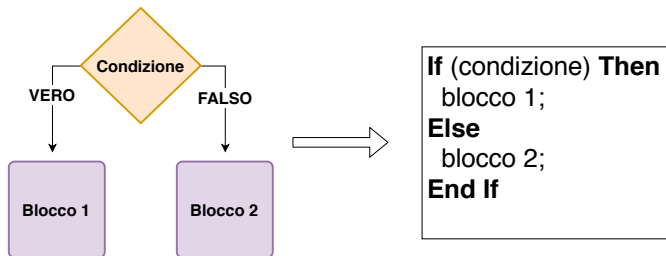 Condizione
VERO
FALSO
Blocco 1
Blocco 2
If (condizione) Then
blocco 1;
Else
blocco 2;
End If